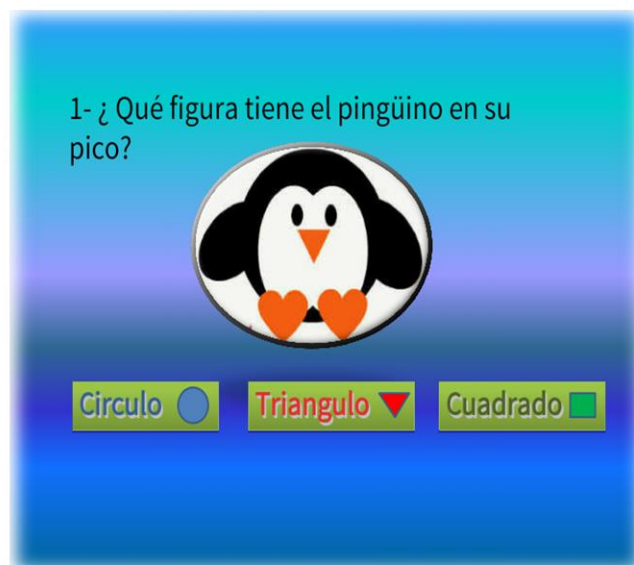 1- ¿ Qué figura tiene el pingüino en su
pico?
Circulo
Triangulo
Cuadrado